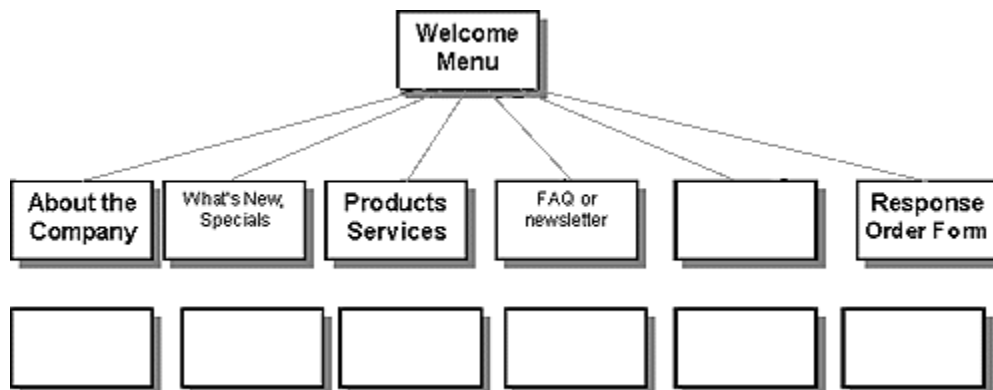 Welcome
Menu
About the
Company
What's New,
Specials
Products
Services
FAQ or
newsletter
Response
Order Form